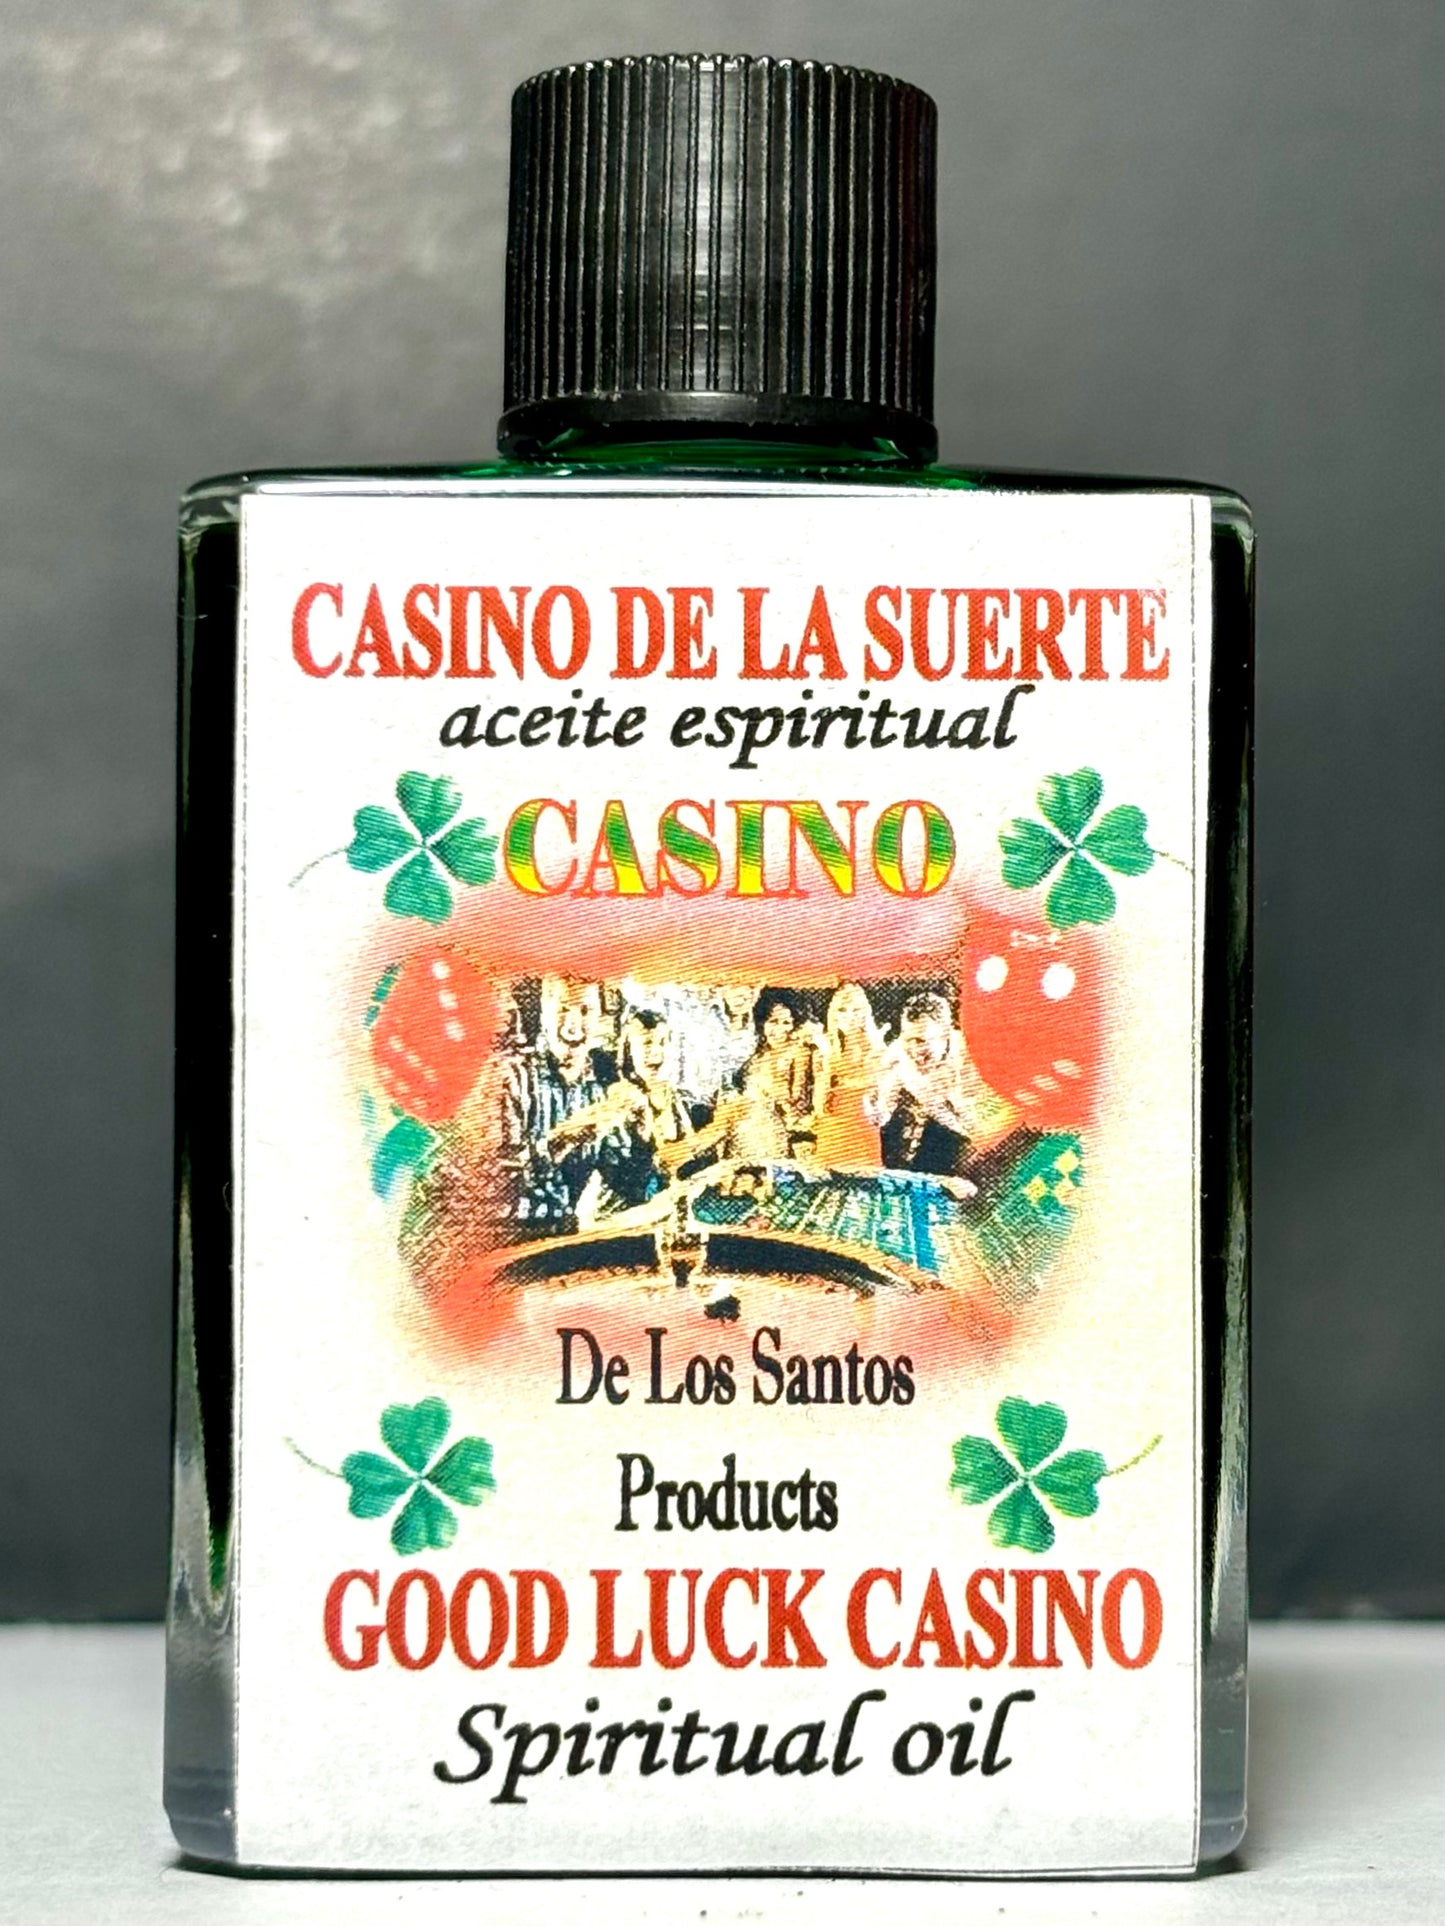 CASINO DE LA SUERTE
aceite espiritual
CASINO
De Los Santos
Products
GOOD LUCK CASINO
Spiritual oil